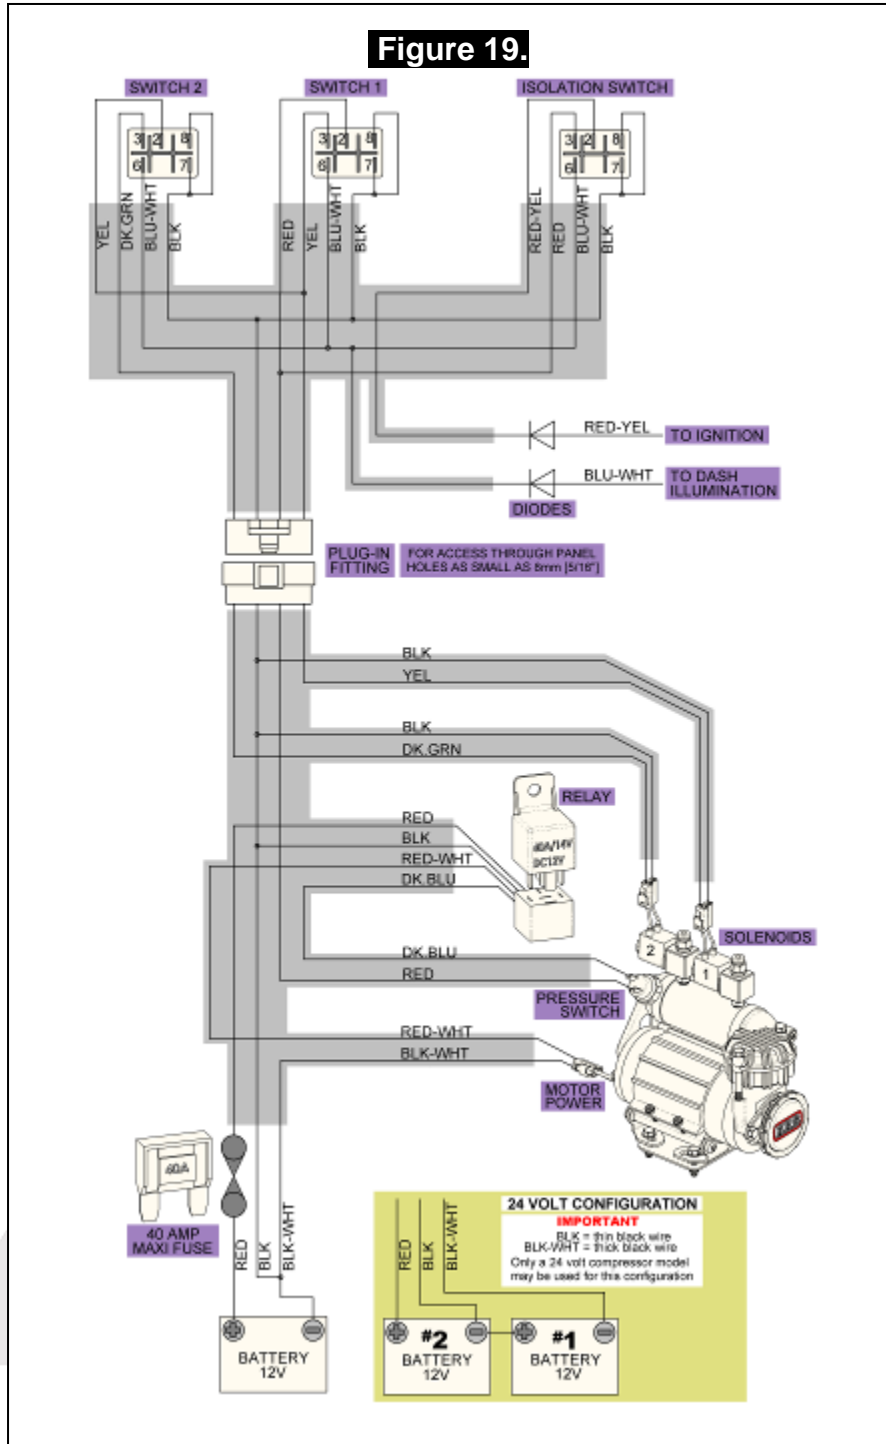 Figure 19.
SWITCH 2
SWITCH 1
ISOLATION SWITCH
3 2 8
6 7
3 2 8
6 7
3 2 8
6 7
YEL
DK.GRN
BLU-WHT
BLK
RED
YEL
BLU-WHT
BLK
RED-YEL
RED
BLU-WHT
BLK
RED-YEL
TO IGNITION
BLU-WHT
TO DASH
ILLUMINATION
DIODES
PLUG-IN
FITTING
FOR ACCESS THROUGH PANEL
HOLES AS SMALL AS 8mm [5/16"]
BLK
YEL
BLK
DK.GRN
RELAY
RED
BLK
RED-WHT
DK.BLU
40A/14V
DC12V
SOLENOIDS
2
1
DK.BLU
RED
PRESSURE
SWITCH
RED-WHT
BLK-WHT
MOTOR
POWER
ARB
40A
40 AMP
MAXI FUSE
RED
BLK
BLK-WHT
BATTERY
12V
24 VOLT CONFIGURATION
IMPORTANT
BLK = thin black wire
BLK-WHT = thick black wire
Only a 24 volt compressor model
may be used for this configuration
RED
BLK
BLK-WHT
#2
BATTERY
12V
#1
BATTERY
12V